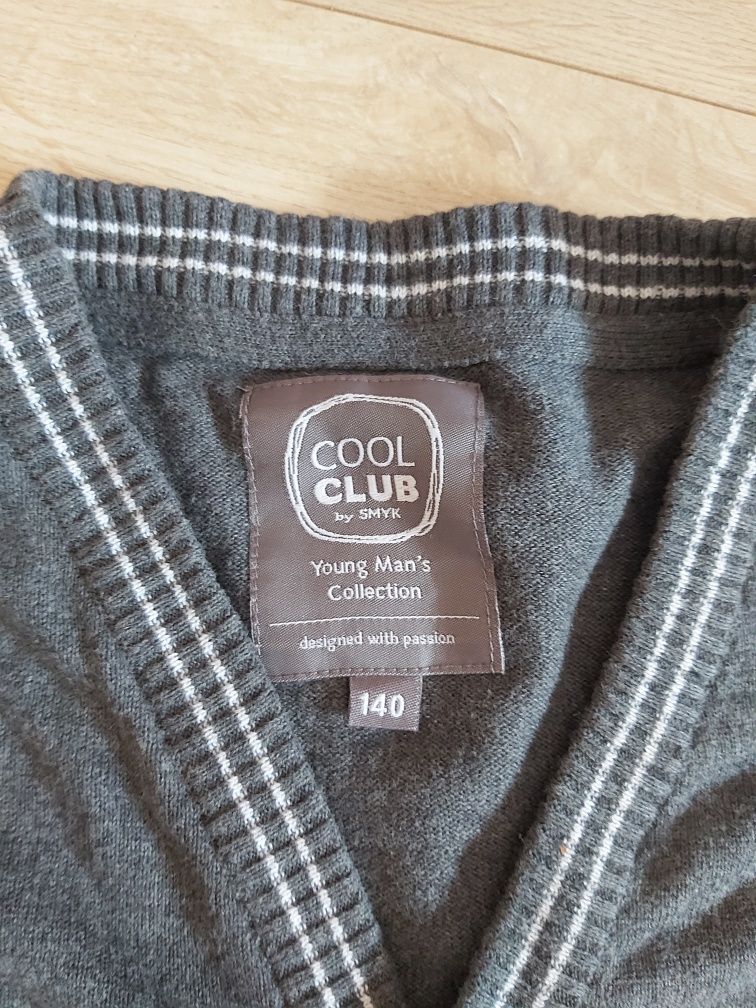 COOL
CLUB
by SMYK
Young Man's
Collection
designed with passion
140